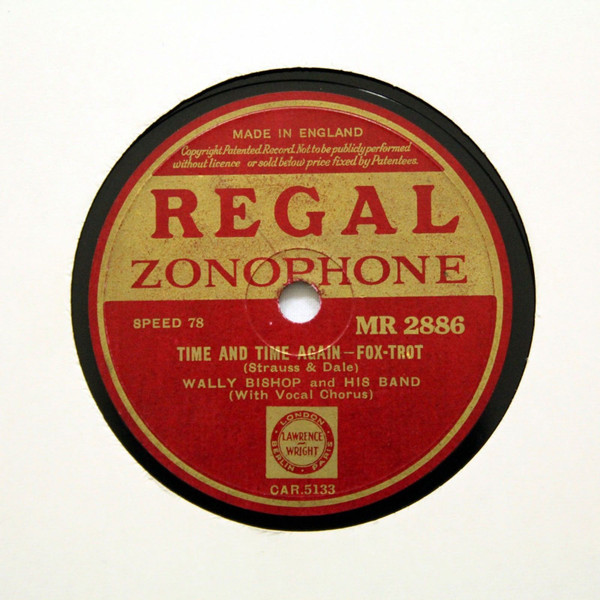 MADE IN ENGLAND
Copyright.Patented.Record.Not to be publicly performed
without licence or sold below price fixed by Patentees.
REGAL
ZONOPHONE
SPEED 78
MR 2886
TIME AND TIME AGAIN—FOX-TROT
(Strauss & Dale)
WALLY BISHOP and HIS BAND
(With Vocal Chorus)
LONDON
LAWRENCE
WRIGHT
BERLIN • PARIS
CAR.5133